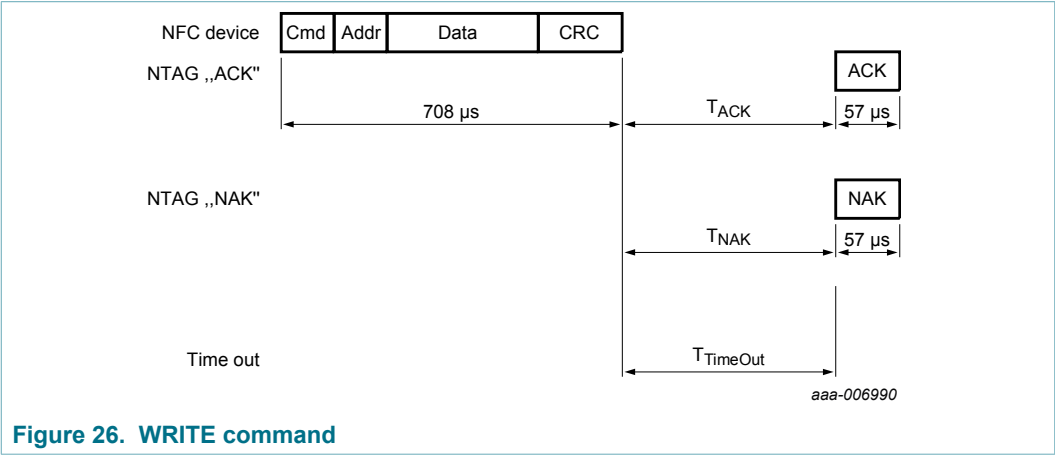 NFC device Cmd Addr Data CRC
NTAG ,,ACK" ACK
708 µs TACK 57 µs
NTAG ,,NAK" NAK
TNAK 57 µs
Time out TTimeOut
aaa-006990
Figure 26. WRITE command